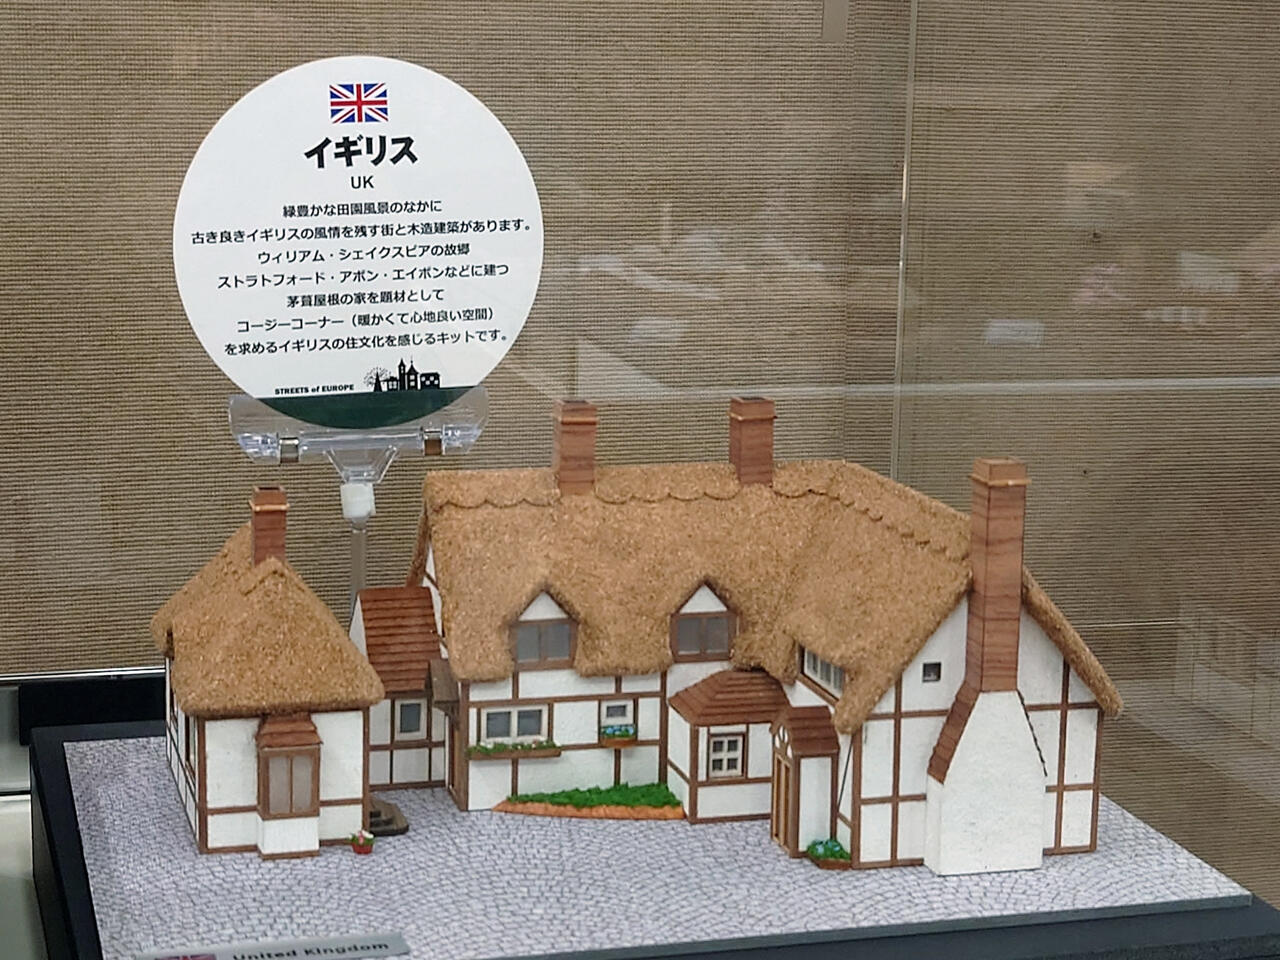 イギリス
UK
緑豊かな田園風景のなかに
古き良きイギリスの風情を残す街と木造建築があります。
ウィリアム・シェイクスピアの故郷
ストラトフォード・アポン・エイボンなどに建つ
茅葺屋根の家を題材として
コージーコーナー（暖かくて心地良い空間）
を求めるイギリスの住文化を感じるキットです。
STREETS of EUROPE
United Kingdom